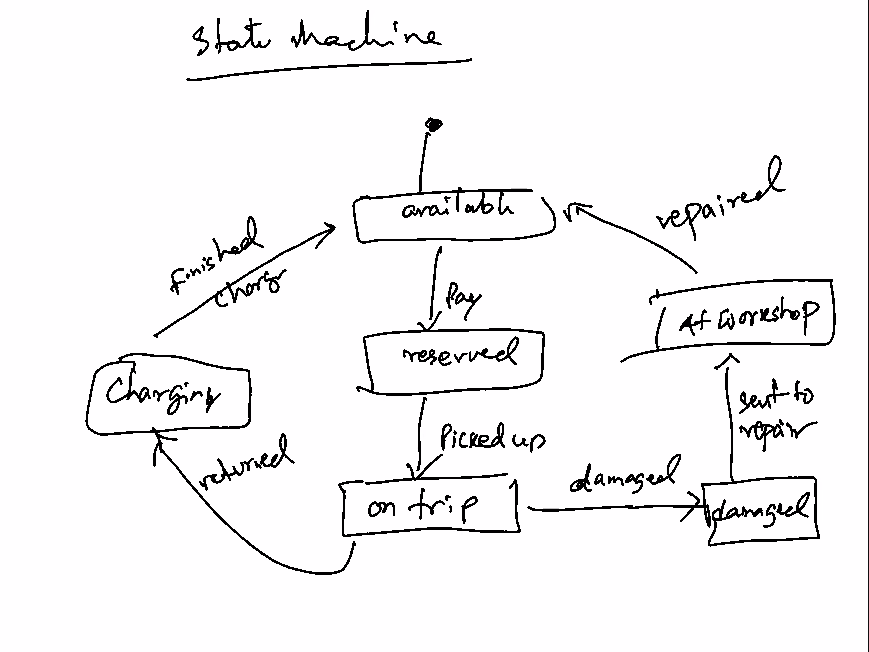 State Machine
available
repaired
finished
charg
Pay
At Workshop
reserved
Charging
sent to
repair
Picked up
returned
damaged
on trip
damaged